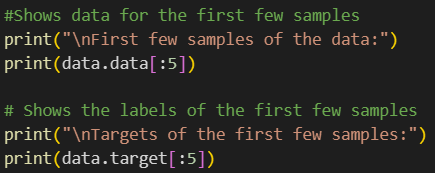 #Shows data for the first few samples
print("\nFirst few samples of the data:")
print(data.data[:5])
# Shows the labels of the first few samples
print("\nTargets of the first few samples:")
print(data.target[:5])